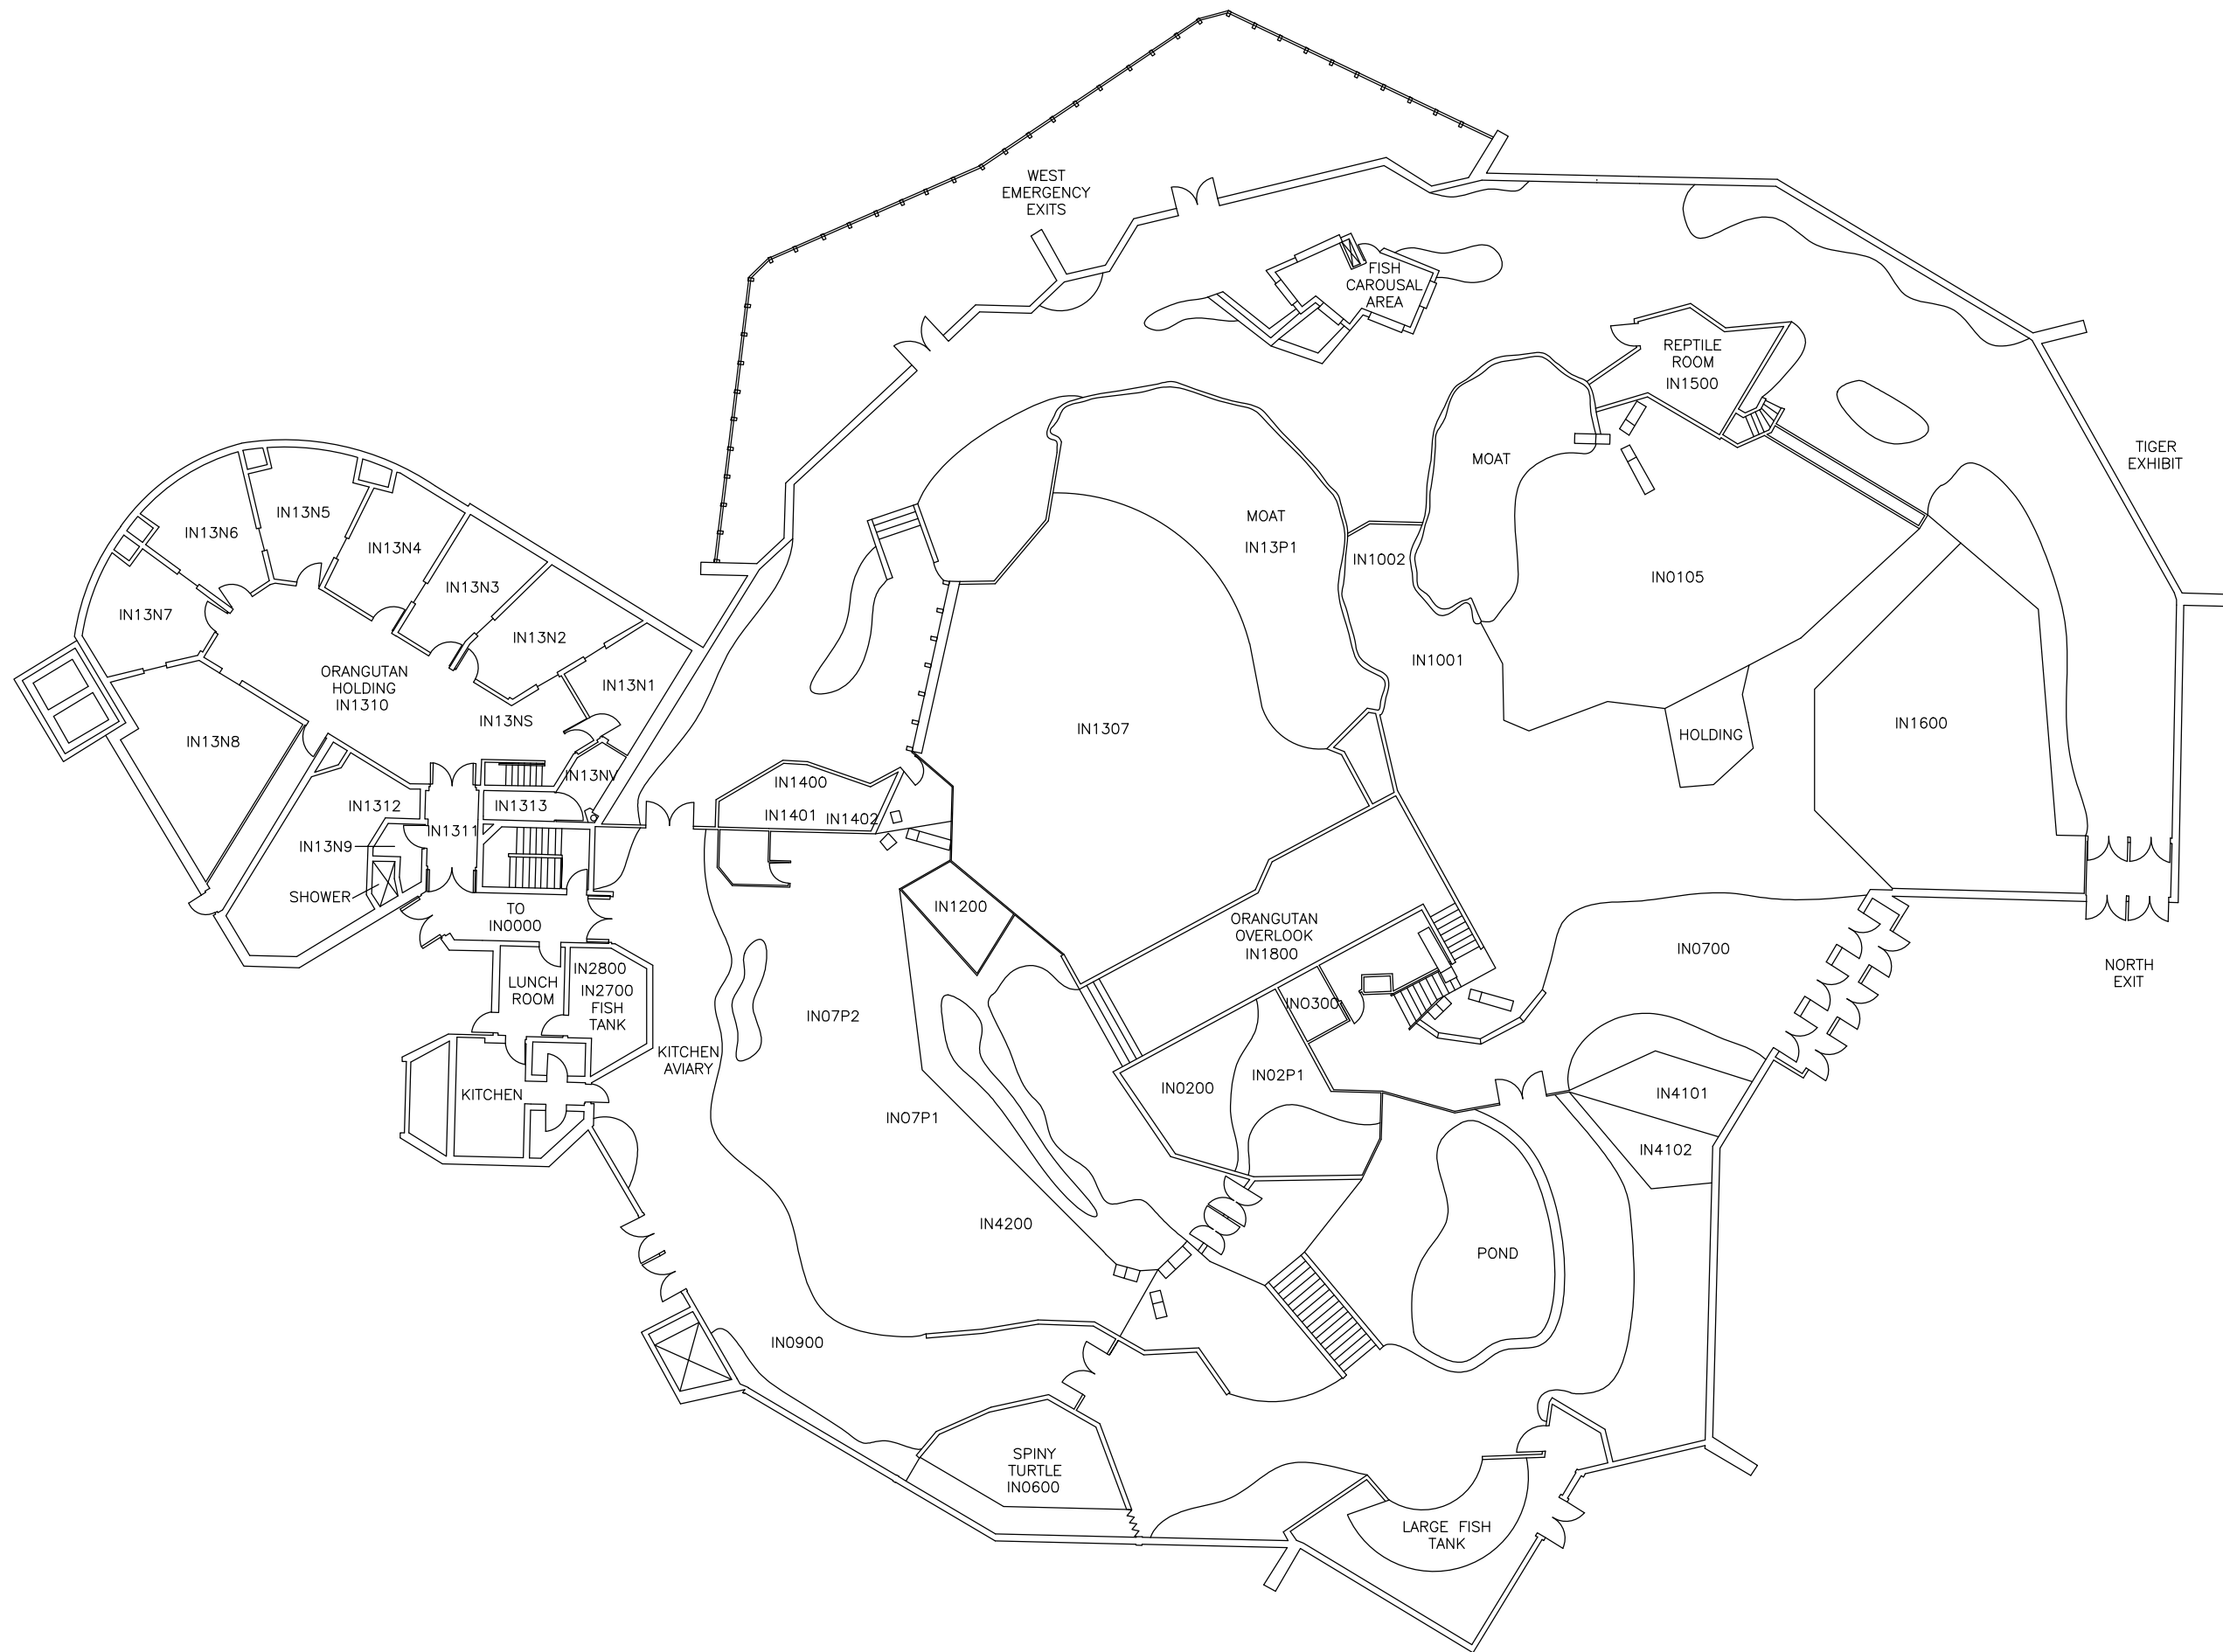 WEST
EMERGENCY
EXITS
FISH
CAROUSAL
AREA
REPTILE
ROOM
IN1500
TIGER
EXHIBIT
MOAT
MOAT
IN13P1
IN1002
IN0105
IN13N6
IN13N5
IN13N4
IN13N3
IN13N7
IN13N2
IN13N1
ORANGUTAN
HOLDING
IN1310
IN13NS
IN13N8
IN1001
IN1307
HOLDING
IN1600
IN13NV
IN1400
IN1401
IN1402
IN1312
IN1313
IN1311
IN13N9
SHOWER
TO
IN0000
IN1200
ORANGUTAN
OVERLOOK
IN1800
IN0700
NORTH
EXIT
LUNCH
ROOM
IN2800
IN2700
FISH
TANK
IN0300
IN07P2
KITCHEN
AVIARY
KITCHEN
IN0200
IN02P1
IN4101
IN4102
IN07P1
IN4200
POND
IN0900
SPINY
TURTLE
IN0600
LARGE FISH
TANK